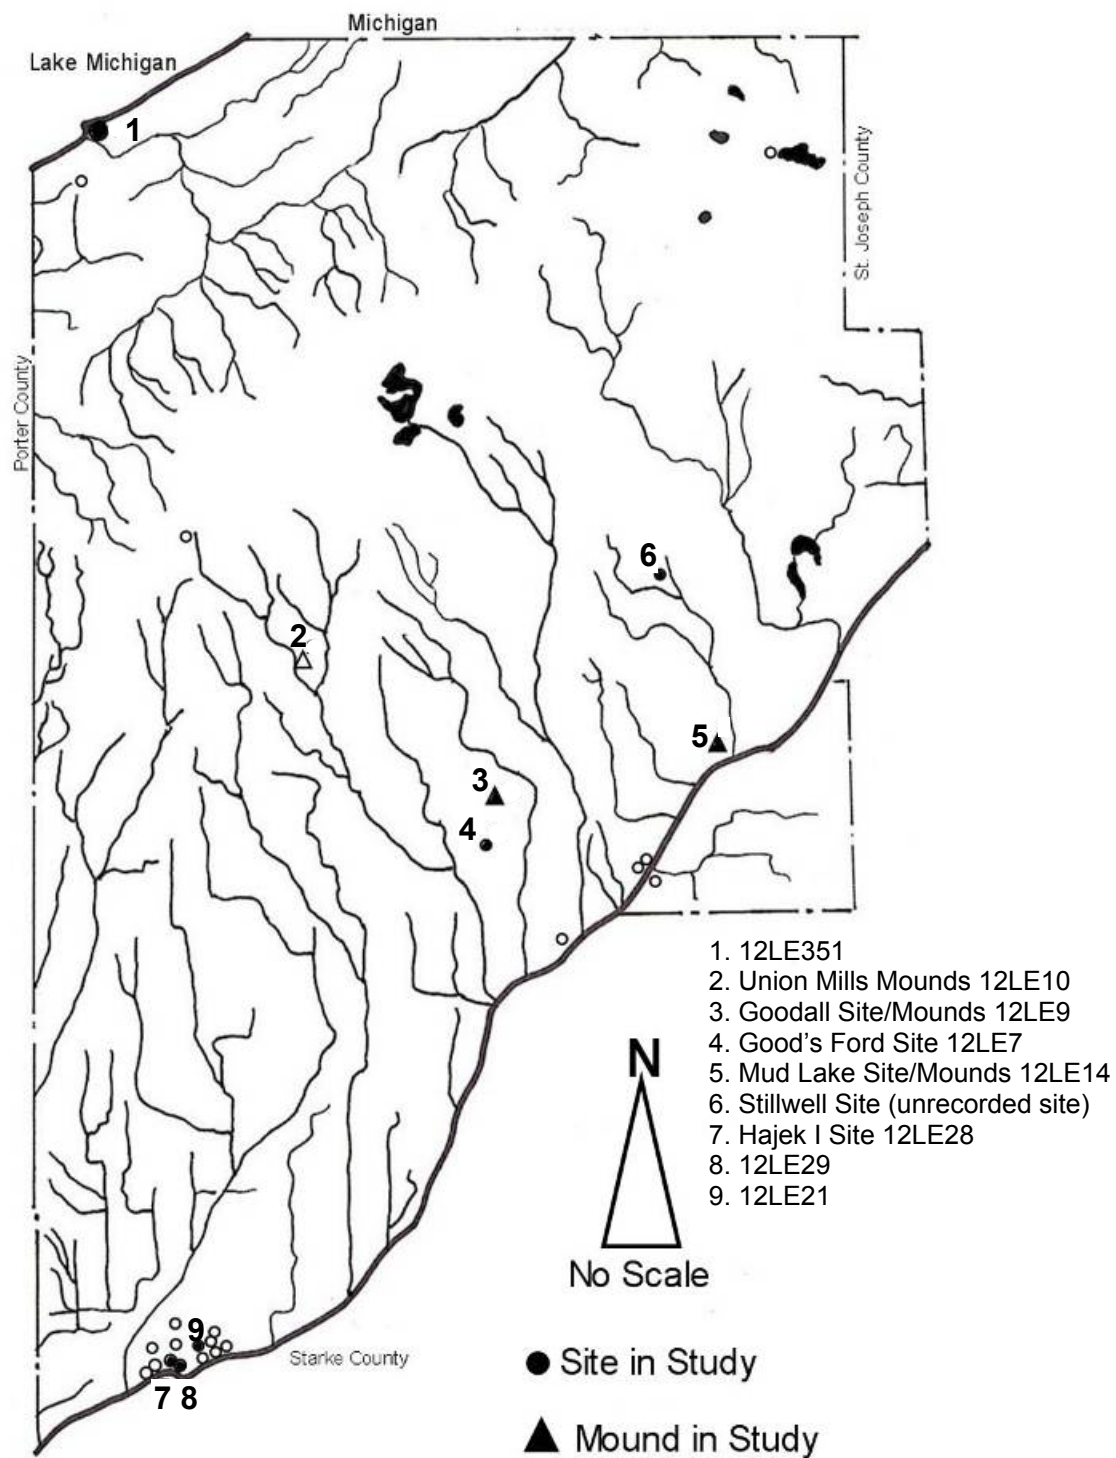 Michigan
Lake Michigan
1
St. Joseph County
Porter County
6
2
5
3
4
1. 12LE351
2. Union Mills Mounds 12LE10
3. Goodall Site/Mounds 12LE9
4. Good's Ford Site 12LE7
5. Mud Lake Site/Mounds 12LE14
6. Stillwell Site (unrecorded site)
7. Hajek I Site 12LE28
8. 12LE29
9. 12LE21
N
No Scale
9
Starke County
7 8
Site in Study
Mound in Study